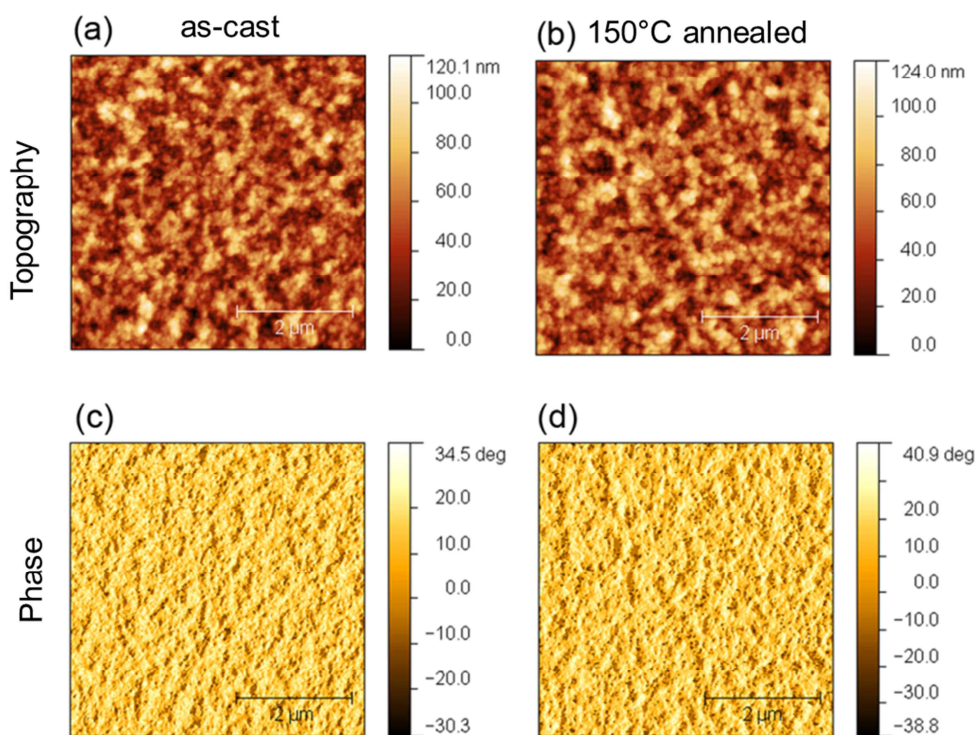 (a) as-cast
(b) 150°C annealed
Topography
120.1 nm
100.0
80.0
60.0
40.0
20.0
0.0
2 µm
124.0 nm
100.0
80.0
60.0
40.0
20.0
0.0
2 µm
(c)
(d)
Phase
34.5 deg
20.0
10.0
0.0
−10.0
−30.3
2 µm
40.9 deg
20.0
10.0
0.0
−10.0
−20.0
−30.0
−38.8
2 µm